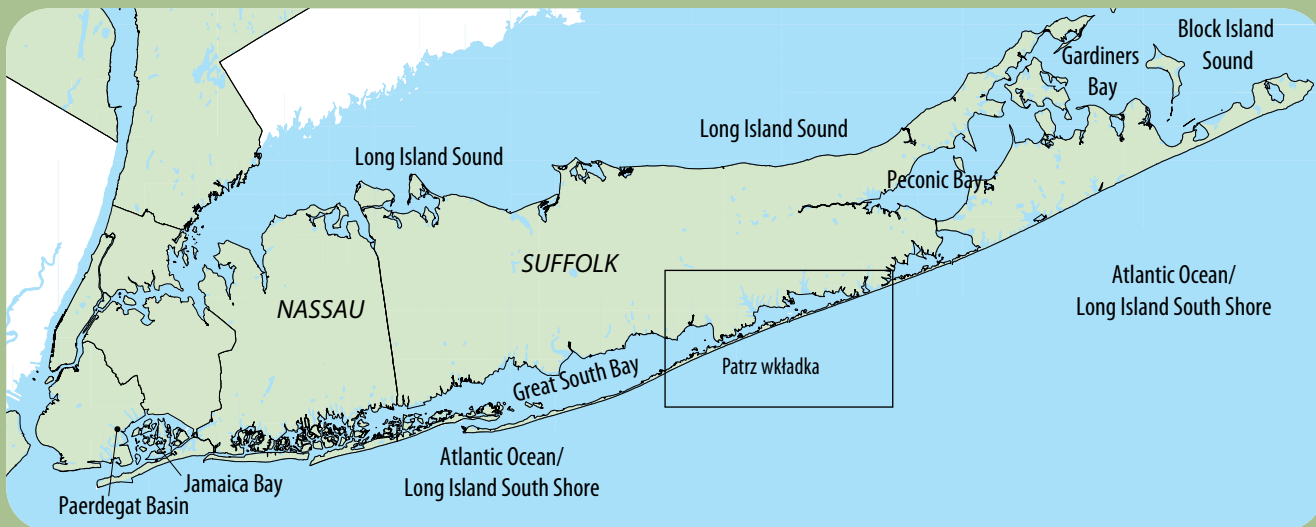 Block Island
Sound
Gardiners
Bay
Long Island Sound
Long Island Sound
Peconic Bay
SUFFOLK
Atlantic Ocean/
Long Island South Shore
NASSAU
Patrz wkładka
Great South Bay
Atlantic Ocean/
Long Island South Shore
Jamaica Bay
Paerdegat Basin